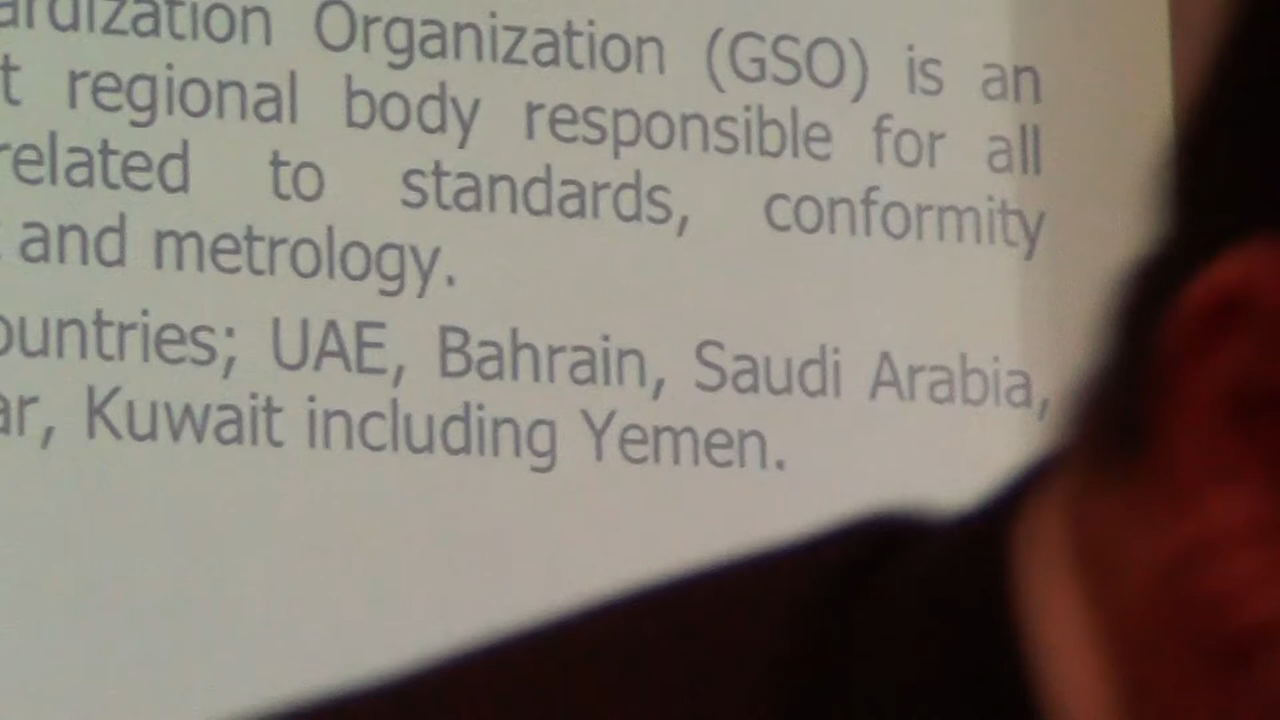 ardization Organization (GSO) is an
t regional body responsible for all
related to standards, conformity
and metrology.
ountries; UAE, Bahrain, Saudi Arabia,
ar, Kuwait including Yemen.